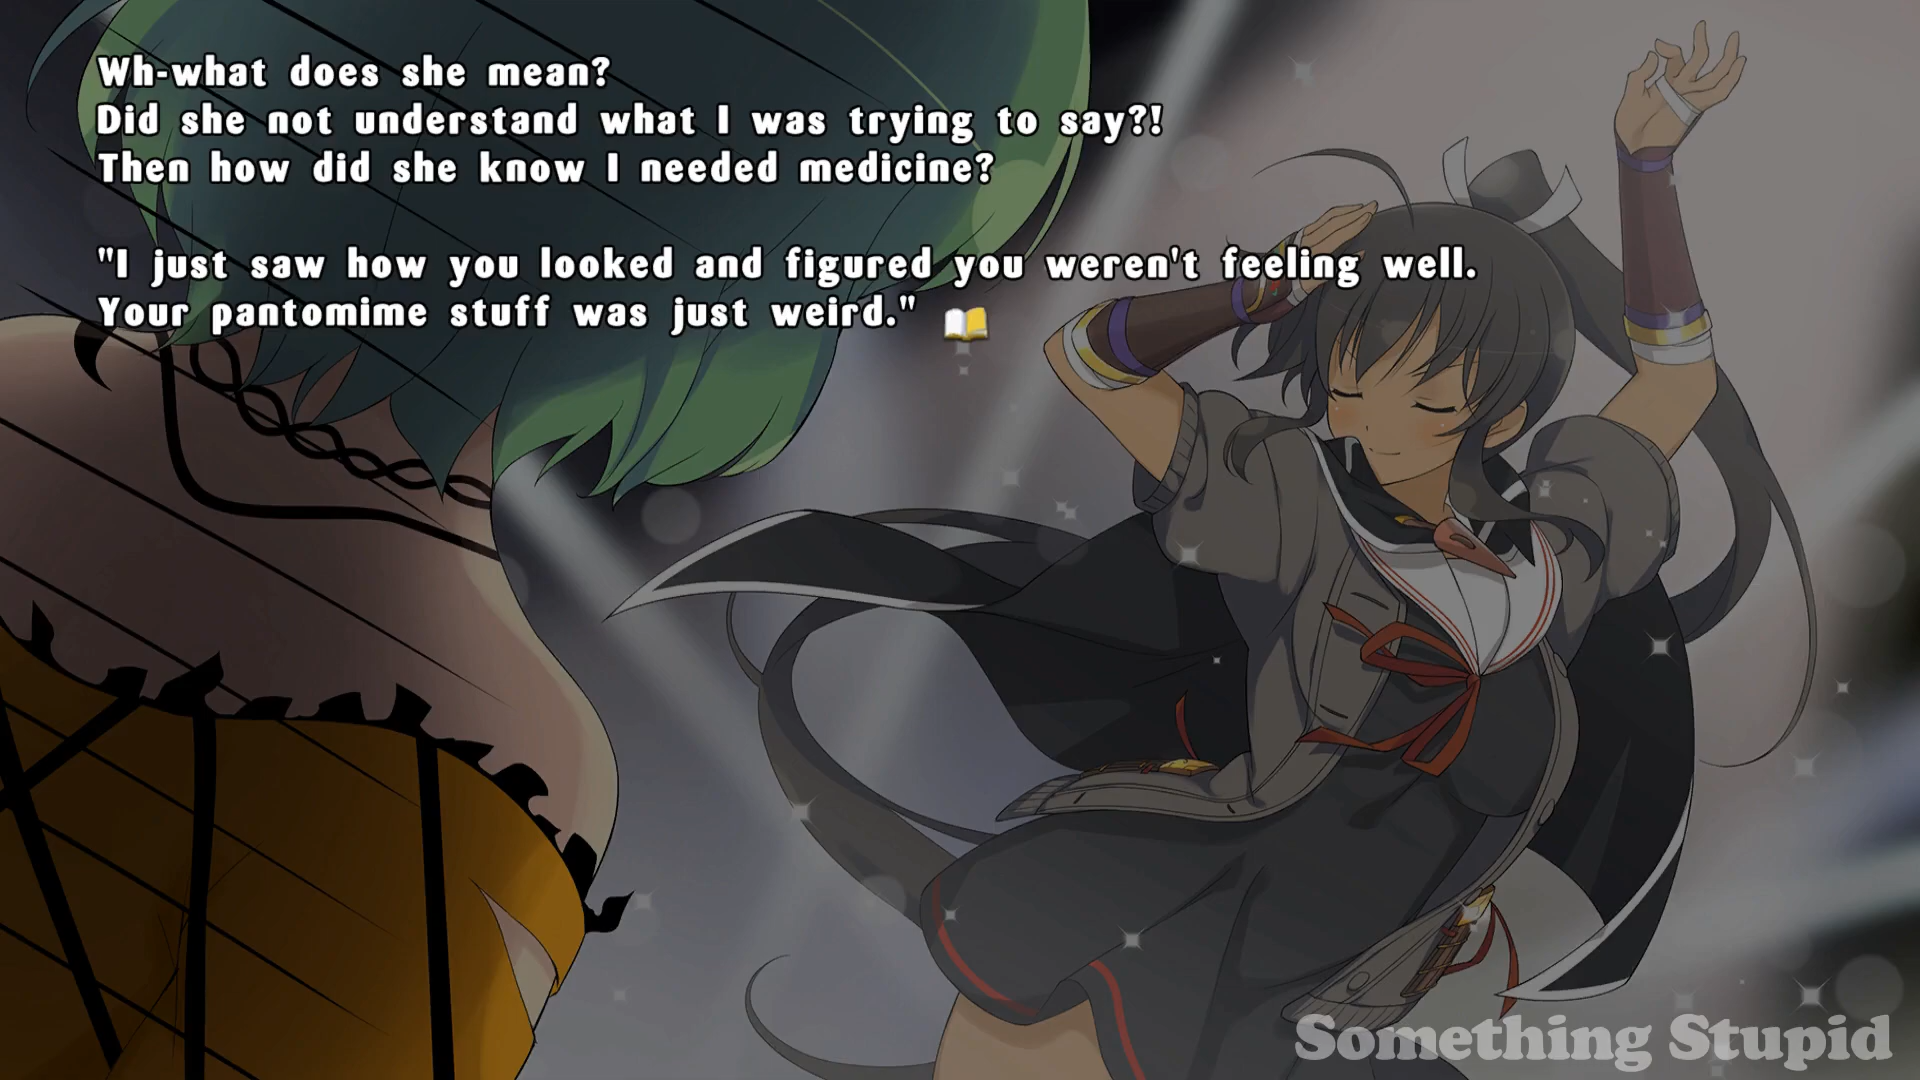 Wh-what does she mean?
Did she not understand what I was trying to say?!
Then how did she know I needed medicine?
"I just saw how you looked and figured you weren't feeling well.
Your pantomime stuff was just weird."
Something Stupid